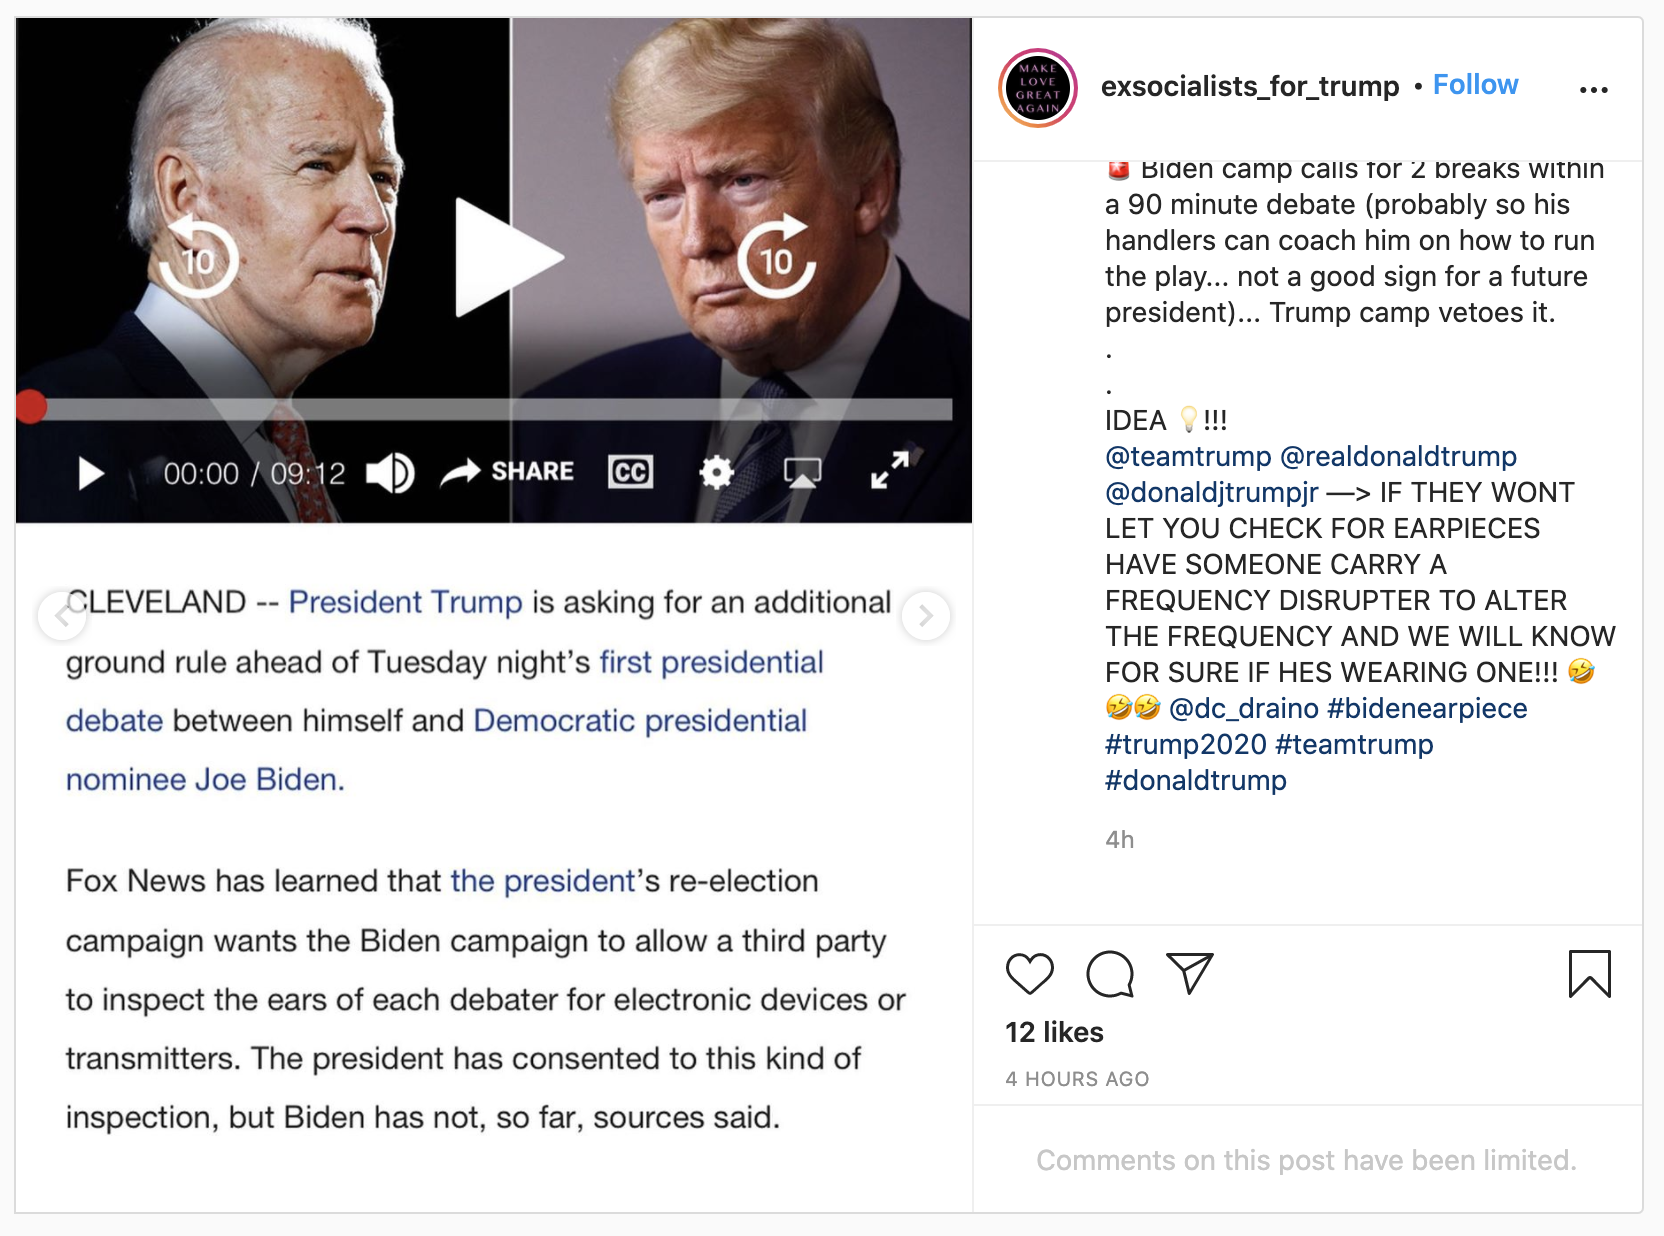 10
10
00:00 / 09:12
SHARE
CC
CLEVELAND -- President Trump is asking for an additional
ground rule ahead of Tuesday night's first presidential
debate between himself and Democratic presidential
nominee Joe Biden.
Fox News has learned that the president's re-election
campaign wants the Biden campaign to allow a third party
to inspect the ears of each debater for electronic devices or
transmitters. The president has consented to this kind of
inspection, but Biden has not, so far, sources said.
MAKE
LOVE
GREAT
AGAIN
exsocialists_for_trump • Follow
...
🚨 Biden camp calls for 2 breaks within
a 90 minute debate (probably so his
handlers can coach him on how to run
the play... not a good sign for a future
president)... Trump camp vetoes it.
.
.
IDEA 💡!!!
@teamtrump @realdonaldtrump
@donaldjtrumpjr —> IF THEY WONT
LET YOU CHECK FOR EARPIECES
HAVE SOMEONE CARRY A
FREQUENCY DISRUPTER TO ALTER
THE FREQUENCY AND WE WILL KNOW
FOR SURE IF HES WEARING ONE!!! 🤣
🤣🤣 @dc_draino #bidenearpiece
#trump2020 #teamtrump
#donaldtrump
4h
12 likes
4 HOURS AGO
Comments on this post have been limited.